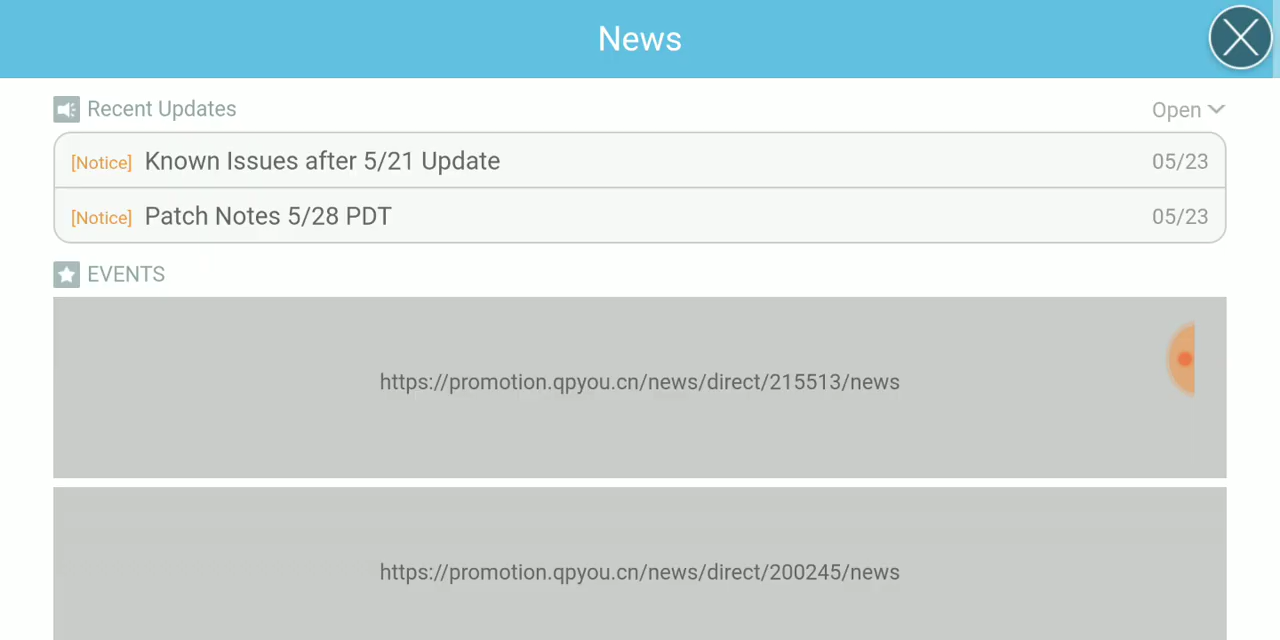 News
Recent Updates Open
[Notice] Known Issues after 5/21 Update 05/23
[Notice] Patch Notes 5/28 PDT 05/23
EVENTS
https://promotion.qpyou.cn/news/direct/215513/news
https://promotion.qpyou.cn/news/direct/200245/news